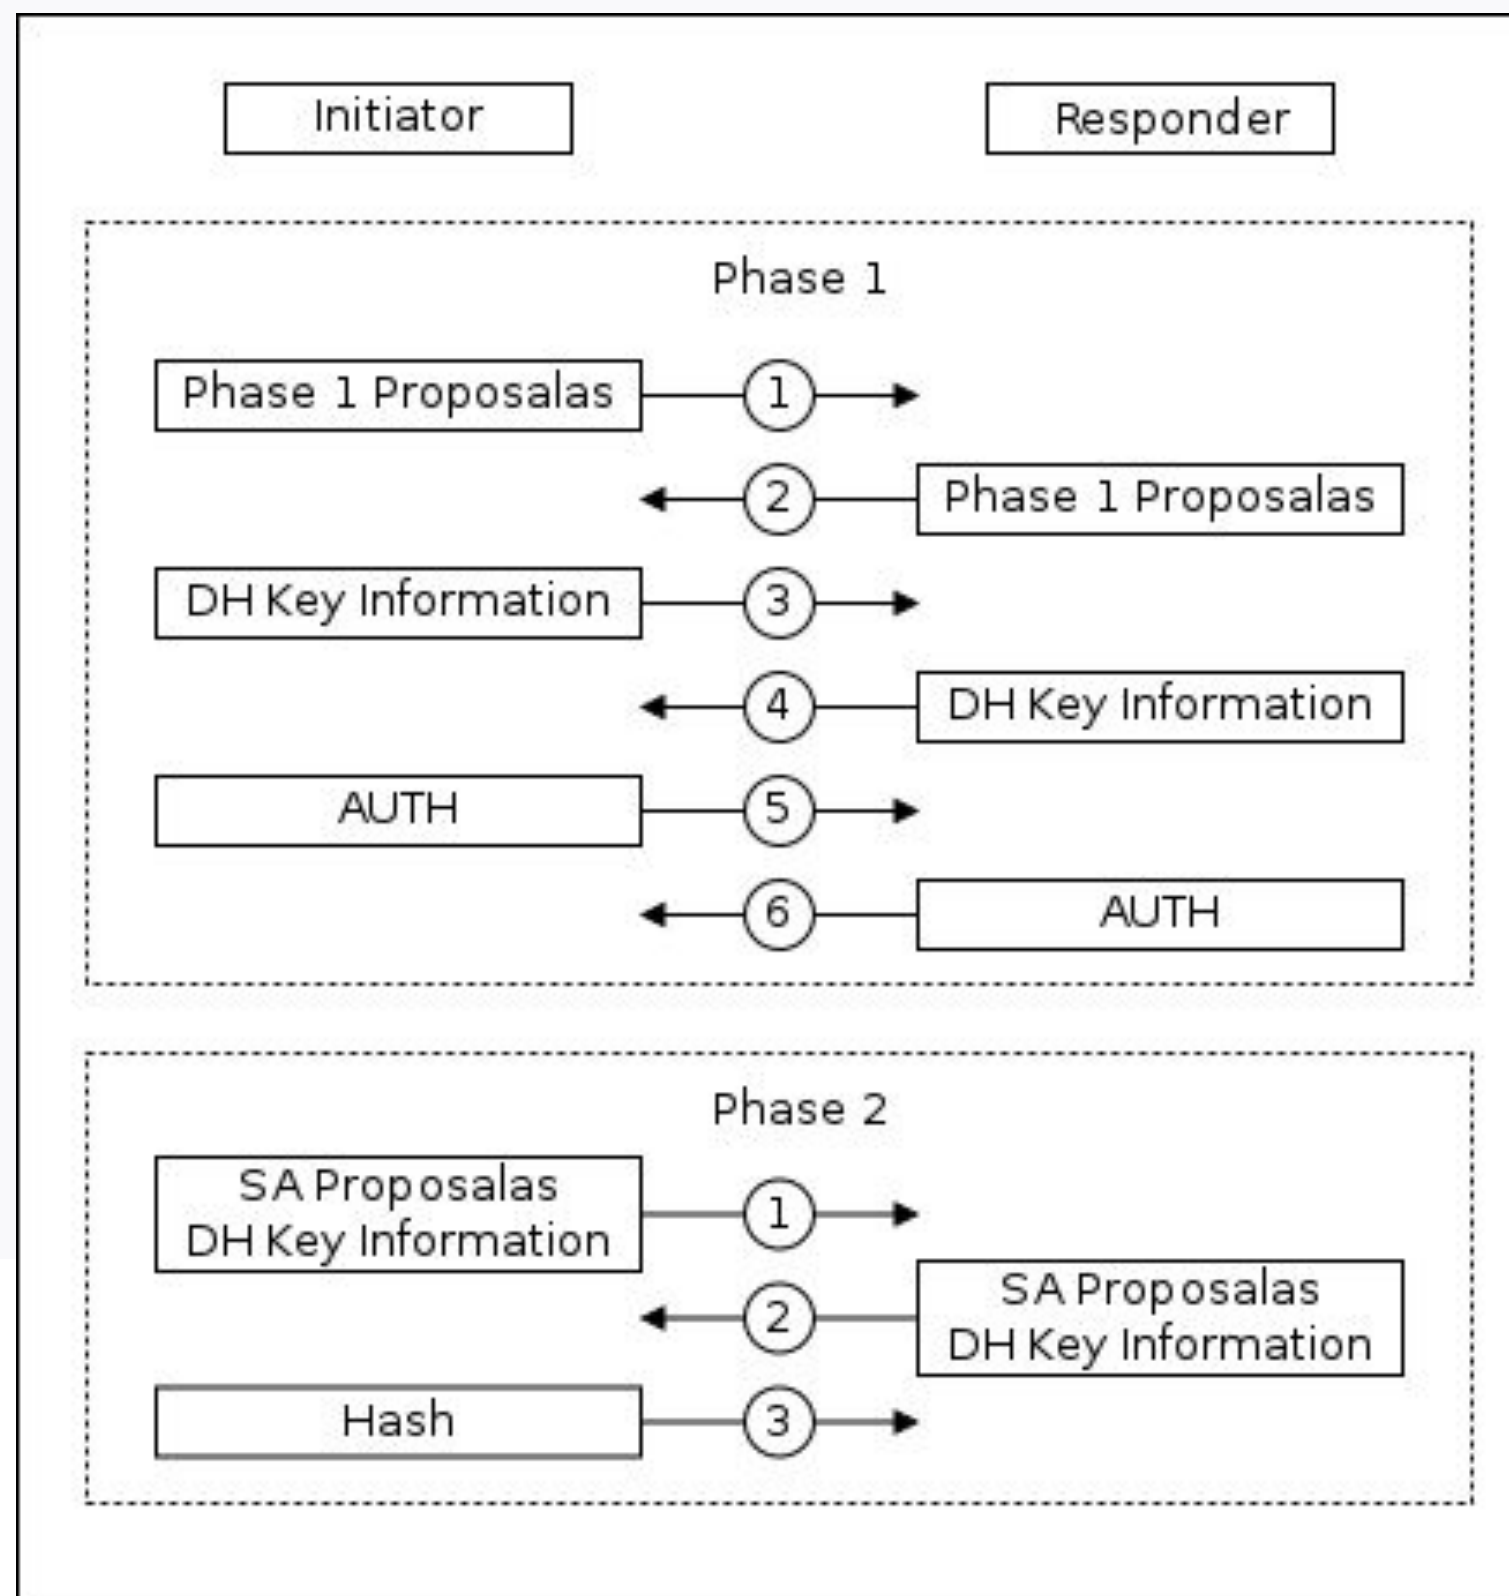 Initiator
Responder
Phase 1
Phase 1 Proposalas
1
2
Phase 1 Proposalas
DH Key Information
3
4
DH Key Information
AUTH
5
6
AUTH
Phase 2
SA Proposalas
DH Key Information
1
2
SA Proposalas
DH Key Information
Hash
3